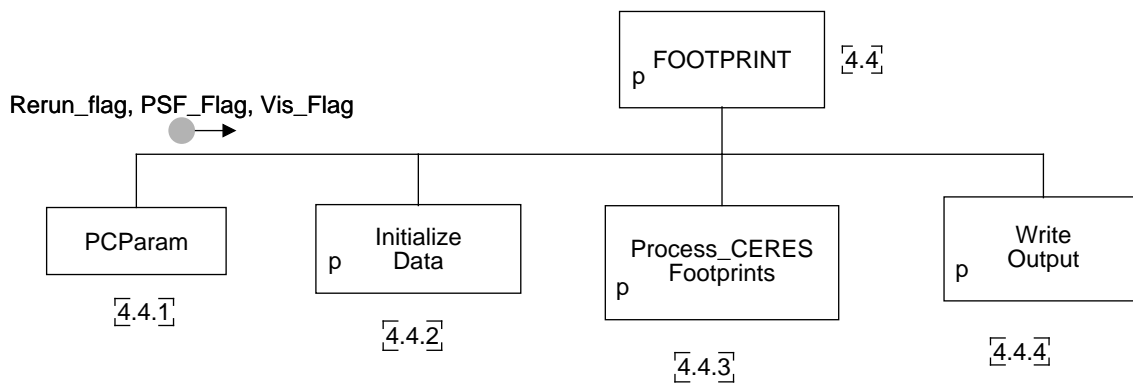 FOOTPRINT
p
4.4
Rerun_flag, PSF_Flag, Vis_Flag
PCParam
4.4.1
Initialize
Data
p
4.4.2
Process_CERES
Footprints
p
4.4.3
Write
Output
p
4.4.4